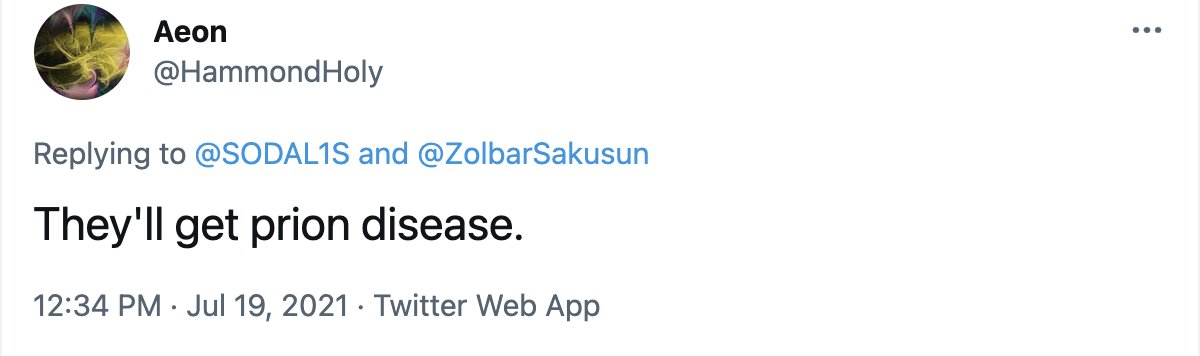 Aeon
@HammondHoly
Replying to @SODAL1S and @ZolbarSakusun
They'll get prion disease.
12:34 PM · Jul 19, 2021 · Twitter Web App